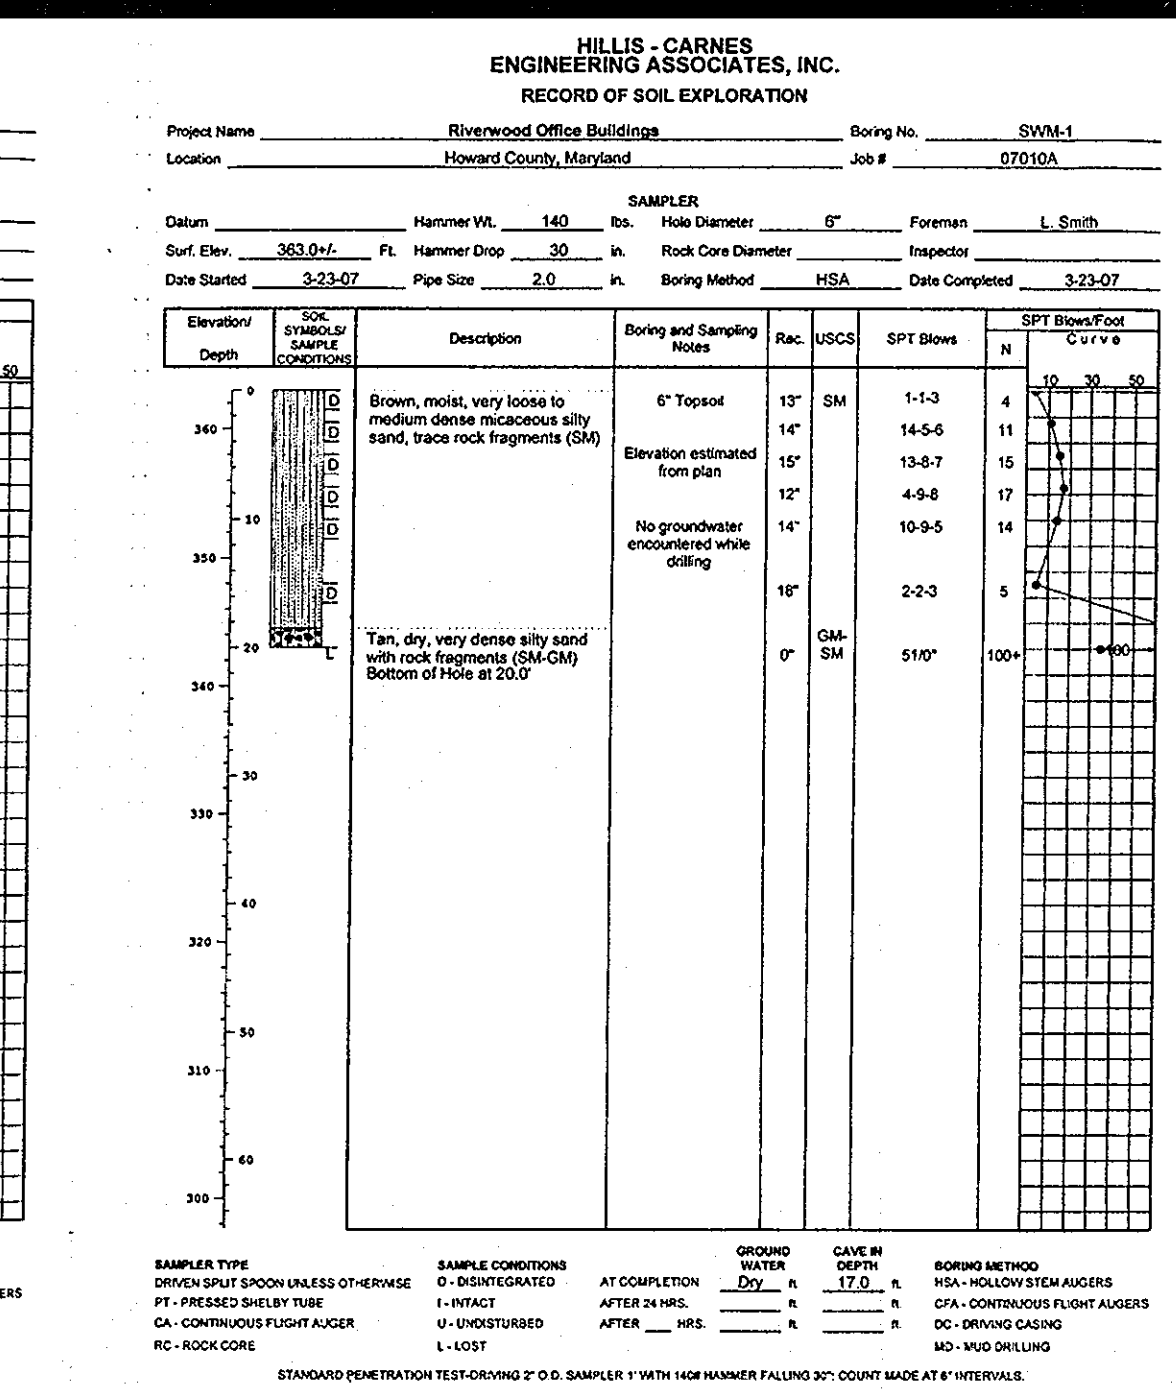 HILLIS - CARNES
ENGINEERING ASSOCIATES, INC.
RECORD OF SOIL EXPLORATION
Project Name Riverwood Office Buildings Boring No. SWM-1
Location Howard County, Maryland Job # 07010A
SAMPLER
Datum Hammer Wt. 140 lbs. Hole Diameter 6" Foreman L. Smith
Surf. Elev. 363.0+/- Ft. Hammer Drop 30 in. Rock Core Diameter Inspector
Date Started 3-23-07 Pipe Size 2.0 in. Boring Method HSA Date Completed 3-23-07
Elevation/
Depth
SOIL
SYMBOLS/
SAMPLE
CONDITIONS
Description
Boring and Sampling
Notes
Rec.
USCS
SPT Blows
SPT Blows/Foot
Curve
N
50
10 30 50
0
D
Brown, moist, very loose to
medium dense micaceous silty
sand, trace rock fragments (SM)
6" Topsoil
13" SM 1-1-3 4
360
D
14" 14-5-6 11
Elevation estimated
from plan
D
15" 13-8-7 15
D
12" 4-9-8 17
10
D
No groundwater
encountered while
drilling
14" 10-9-5 14
350
D
18" 2-2-3 5
20
L
Tan, dry, very dense silty sand
with rock fragments (SM-GM)
Bottom of Hole at 20.0'
GM-
SM
0" 51/0" 100+
100
340
30
330
40
320
50
310
60
300
SAMPLER TYPE
DRIVEN SPLIT SPOON UNLESS OTHERWISE
PT - PRESSED SHELBY TUBE
CA - CONTINUOUS FLIGHT AUGER
RC - ROCK CORE
SAMPLE CONDITIONS
D - DISINTEGRATED
I - INTACT
U - UNDISTURBED
L - LOST
GROUND
WATER
CAVE IN
DEPTH
AT COMPLETION Dry ft. 17.0 ft.
AFTER 24 HRS. ft. ft.
AFTER HRS. ft. ft.
BORING METHOD
HSA - HOLLOW STEM AUGERS
CFA - CONTINUOUS FLIGHT AUGERS
DC - DRIVING CASING
MD - MUD DRILLING
ERS
STANDARD PENETRATION TEST-DRIVING 2" O.D. SAMPLER 1' WITH 140# HAMMER FALLING 30"; COUNT MADE AT 6" INTERVALS.